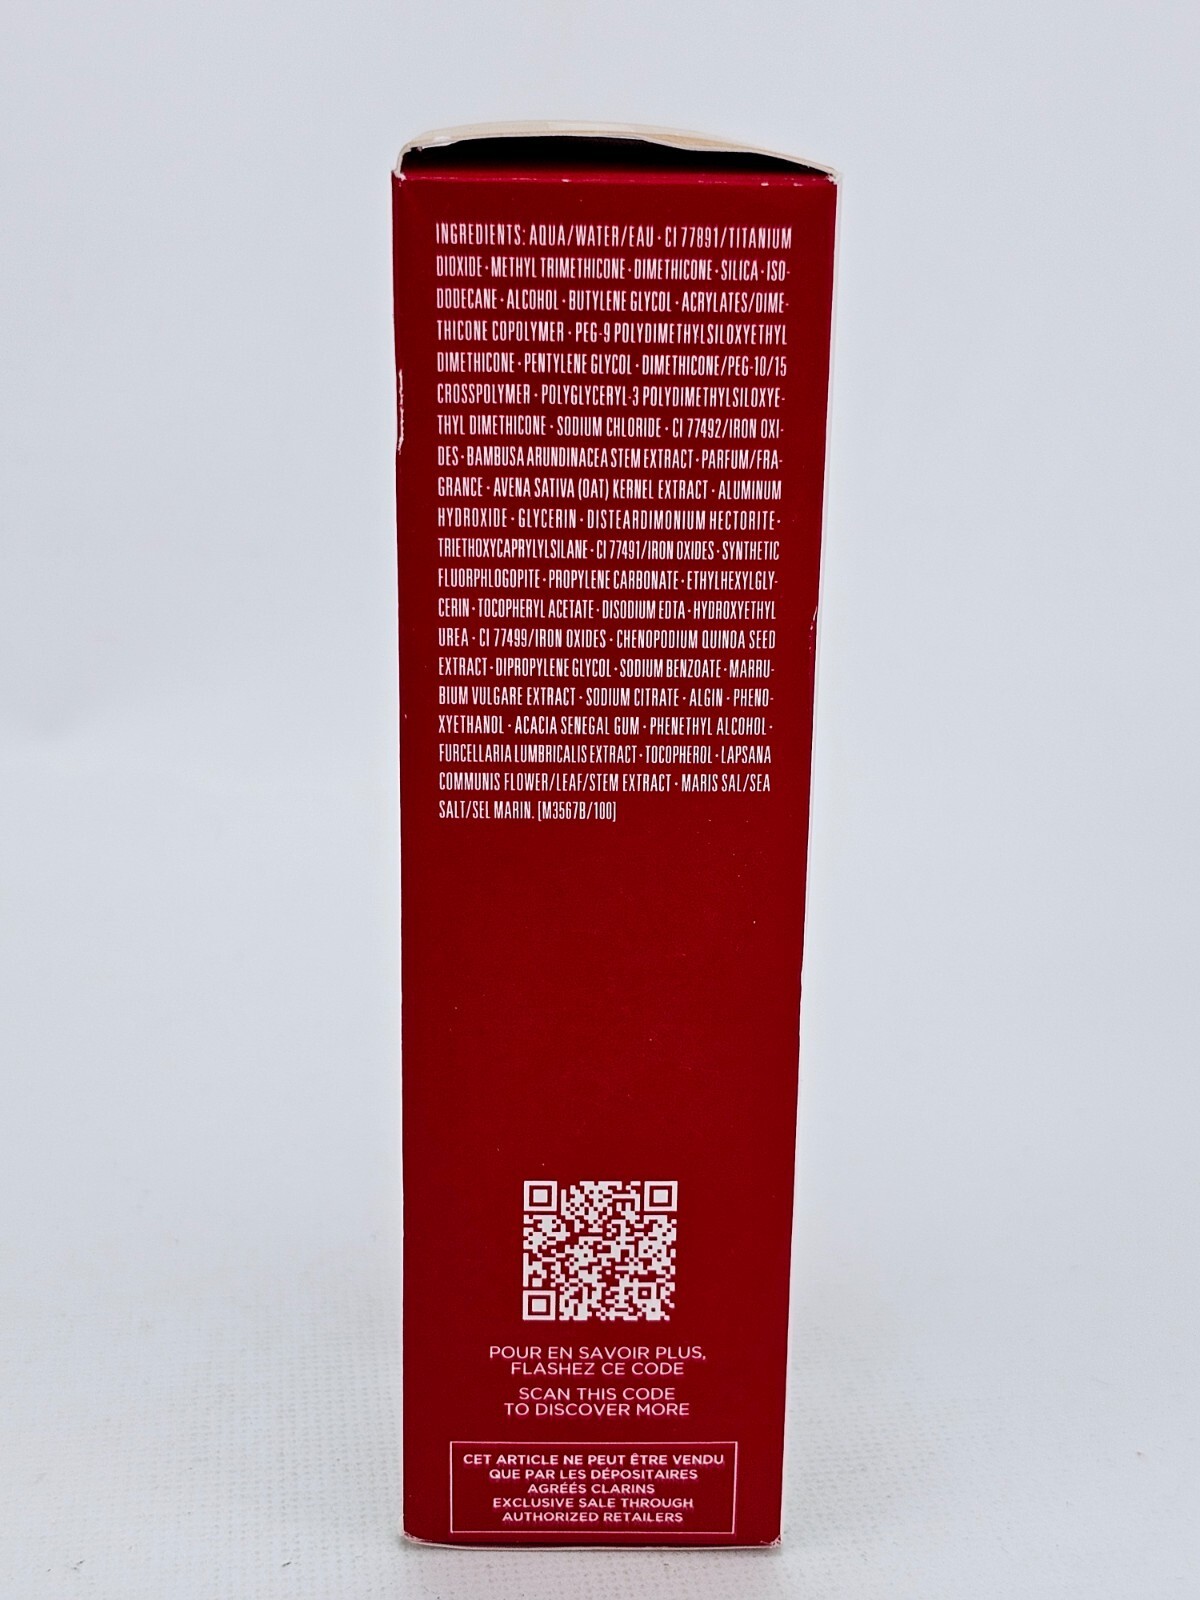 INGREDIENTS: AQUA/WATER/EAU · CI 77891/TITANIUM
DIOXIDE · METHYL TRIMETHICONE · DIMETHICONE · SILICA · ISO-
DODECANE · ALCOHOL · BUTYLENE GLYCOL · ACRYLATES/DIME-
THICONE COPOLYMER · PEG-9 POLYDIMETHYLSILOXYETHYL
DIMETHICONE · PENTYLENE GLYCOL · DIMETHICONE/PEG-10/15
CROSSPOLYMER · POLYGLYCERYL-3 POLYDIMETHYLSILOXYE-
THYL DIMETHICONE · SODIUM CHLORIDE · CI 77492/IRON OXI-
DES · BAMBUSA ARUNDINACEA STEM EXTRACT · PARFUM/FRA-
GRANCE · AVENA SATIVA (OAT) KERNEL EXTRACT · ALUMINUM
HYDROXIDE · GLYCERIN · DISTEARDIMONIUM HECTORITE ·
TRIETHOXYCAPRYLYLSILANE · CI 77491/IRON OXIDES · SYNTHETIC
FLUORPHLOGOPITE · PROPYLENE CARBONATE · ETHYLHEXYLGLY-
CERIN · TOCOPHERYL ACETATE · DISODIUM EDTA · HYDROXYETHYL
UREA · CI 77499/IRON OXIDES · CHENOPODIUM QUINOA SEED
EXTRACT · DIPROPYLENE GLYCOL · SODIUM BENZOATE · MARRU-
BIUM VULGARE EXTRACT · SODIUM CITRATE · ALGIN · PHENO-
XYETHANOL · ACACIA SENEGAL GUM · PHENETHYL ALCOHOL ·
FURCELLARIA LUMBRICALIS EXTRACT · TOCOPHEROL · LAPSANA
COMMUNIS FLOWER/LEAF/STEM EXTRACT · MARIS SAL/SEA
SALT/SEL MARIN. [M3567B/100]
POUR EN SAVOIR PLUS,
FLASHEZ CE CODE
SCAN THIS CODE
TO DISCOVER MORE
CET ARTICLE NE PEUT ÊTRE VENDU
QUE PAR LES DÉPOSITAIRES
AGRÉÉS CLARINS
EXCLUSIVE SALE THROUGH
AUTHORIZED RETAILERS